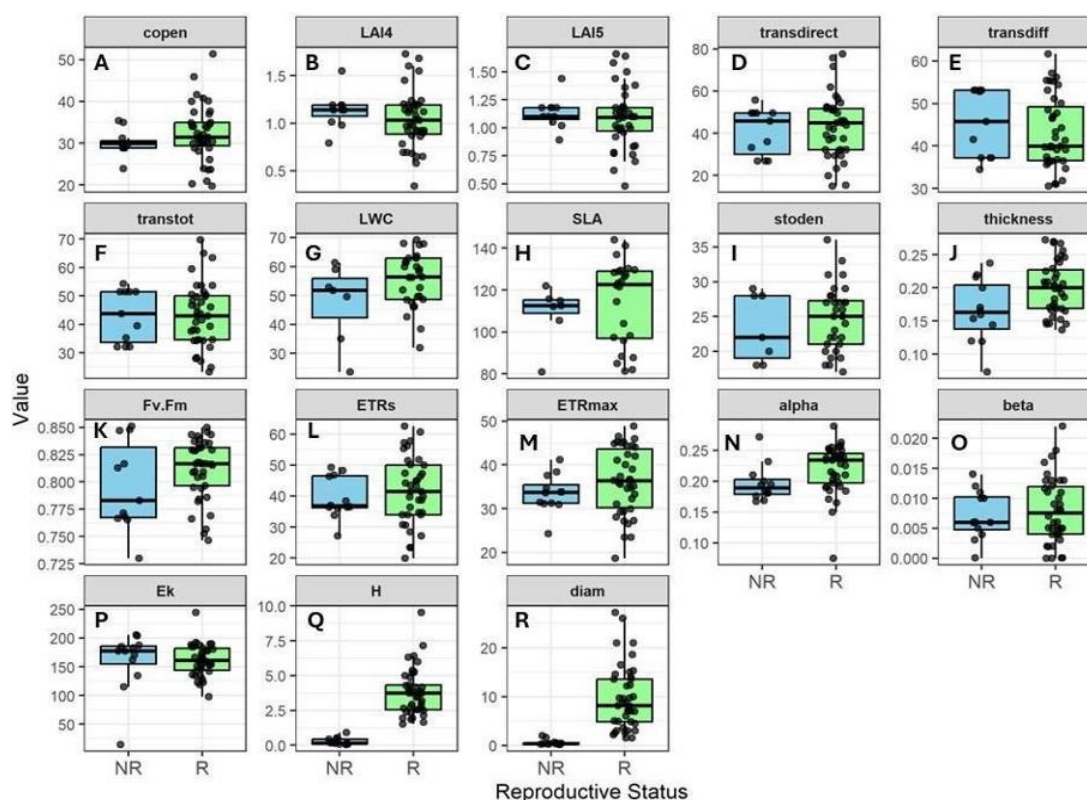 copen LAI4 LAI5 transdirect transdiff
A B C D E
50 40 30 20
1.5 1.0 0.5
1.50 1.25 1.00 0.75 0.50
80 60 40 20
60 50 40 30
transtot LWC SLA stoden thickness
F G H I J
70 60 50 40 30
70 60 50 40 30
140 120 100 80
35 30 25 20
0.25 0.20 0.15 0.10
Value
Fv.Fm ETRs ETRmax alpha beta
K L M N O
0.850 0.825 0.800 0.775 0.750 0.725
60 50 40 30 20
50 40 30 20
0.25 0.20 0.15 0.10
0.020 0.015 0.010 0.005 0.000
NR R NR R
Ek H diam
P Q R
250 200 150 100 50
10.0 7.5 5.0 2.5 0.0
20 10 0
NR R NR R NR R
Reproductive Status